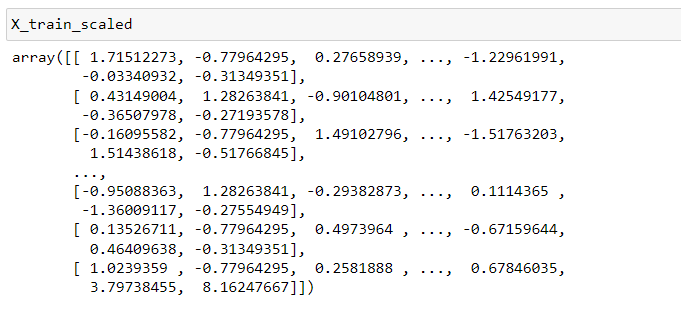 X_train_scaled
array([[ 1.71512273, -0.77964295,  0.27658939, ..., -1.22961991,
        -0.03340932, -0.31349351],
       [ 0.43149004,  1.28263841, -0.90104801, ...,  1.42549177,
        -0.36507978, -0.27193578],
       [-0.16095582, -0.77964295,  1.49102796, ..., -1.51763203,
         1.51438618, -0.51766845],
       ...,
       [-0.95088363,  1.28263841, -0.29382873, ...,  0.1114365 ,
        -1.36009117, -0.27554949],
       [ 0.13526711, -0.77964295,  0.4973964 , ..., -0.67159644,
         0.46409638, -0.31349351],
       [ 1.0239359 , -0.77964295,  0.2581888 , ...,  0.67846035,
         3.79738455,  8.16247667]])